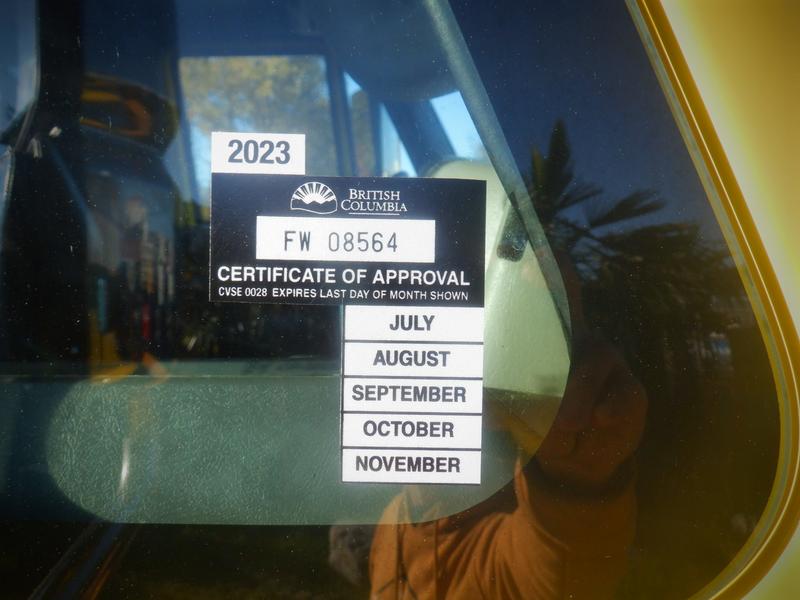 2023
BRITISH
COLUMBIA
FW 08564
CERTIFICATE OF APPROVAL
CVSE 0028 EXPIRES LAST DAY OF MONTH SHOWN
JULY
AUGUST
SEPTEMBER
OCTOBER
NOVEMBER